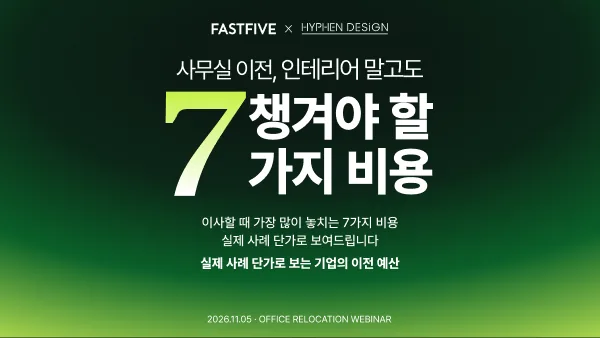 FASTFIVE × HYPHEN DESIGN
사무실 이전, 인테리어 말고도
7 챙겨야 할
가지 비용
이사할 때 가장 많이 놓치는 7가지 비용
실제 사례 단가로 보여드립니다
실제 사례 단가로 보는 기업의 이전 예산
2026.11.05 · OFFICE RELOCATION WEBINAR